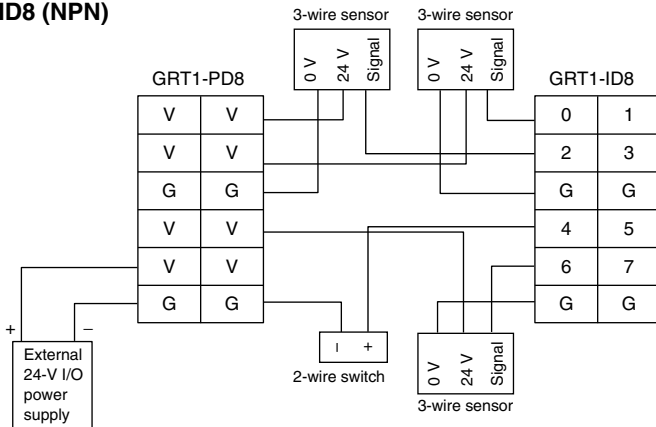 ID8 (NPN)
3-wire sensor
3-wire sensor
0 V
24 V
Signal
0 V
24 V
Signal
GRT1-PD8
GRT1-ID8
V V
V V
G G
V V
V V
G G
0 1
2 3
G G
4 5
6 7
G G
+ −
External
24-V I/O
power
supply
− +
2-wire switch
0 V
24 V
Signal
3-wire sensor